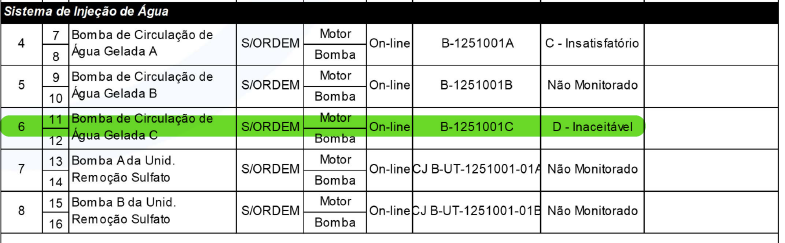 Sistema de Injeção de Água
4 7 Bomba de Circulação de Água Gelada A S/ORDEM Motor On-line B-1251001A C - Insatisfatório
8 Bomba
5 9 Bomba de Circulação de Água Gelada B S/ORDEM Motor On-line B-1251001B Não Monitorado
10 Bomba
6 11 Bomba de Circulação de Água Gelada C S/ORDEM Motor On-line B-1251001C D - Inaceitável
12 Bomba
7 13 Bomba A da Unid. Remoção Sulfato S/ORDEM Motor On-line CJ B-UT-1251001-01A Não Monitorado
14 Bomba
8 15 Bomba B da Unid. Remoção Sulfato S/ORDEM Motor On-line CJ B-UT-1251001-01B Não Monitorado
16 Bomba